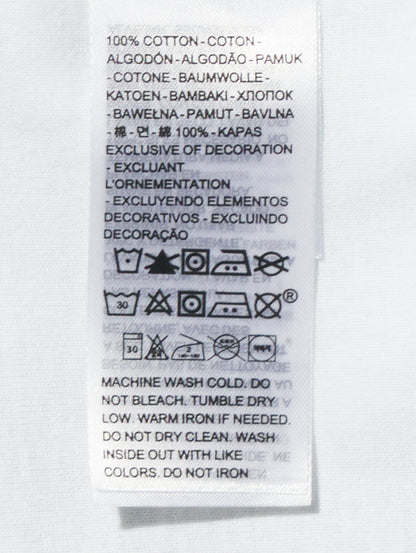 100% COTTON - COTON -
ALGODÓN - ALGODÃO - PAMUK
- COTONE - BAUMWOLLE -
KATOEN - BAMBAKI - ХЛОПОК
- BAWEŁNA - PAMUT - BAVLNA
- 棉 - 면 - 綿 100% - KAPAS
EXCLUSIVE OF DECORATION
- EXCLUANT
L'ORNEMENTATION
- EXCLUYENDO ELEMENTOS
DECORATIVOS - EXCLUINDO
DECORAÇÃO
30 ®
30
MACHINE WASH COLD. DO
NOT BLEACH. TUMBLE DRY
LOW. WARM IRON IF NEEDED.
DO NOT DRY CLEAN. WASH
INSIDE OUT WITH LIKE
COLORS. DO NOT IRON